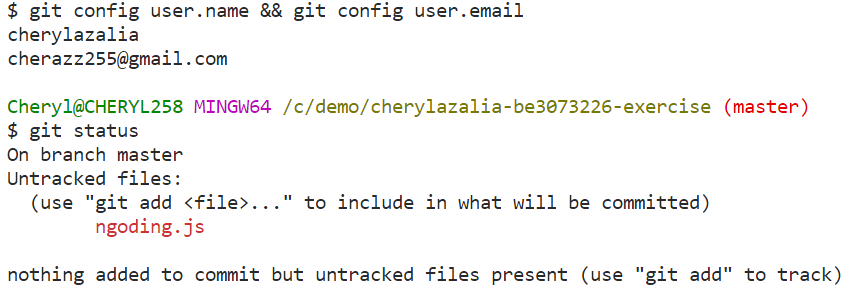 $ git config user.name && git config user.email
cherylazalia
cherazz255@gmail.com
Cheryl@CHERYL258 MINGW64 /c/demo/cherylazalia-be3073226-exercise (master)
$ git status
On branch master
Untracked files:
(use "git add <file>..." to include in what will be committed)
ngoding.js
nothing added to commit but untracked files present (use "git add" to track)